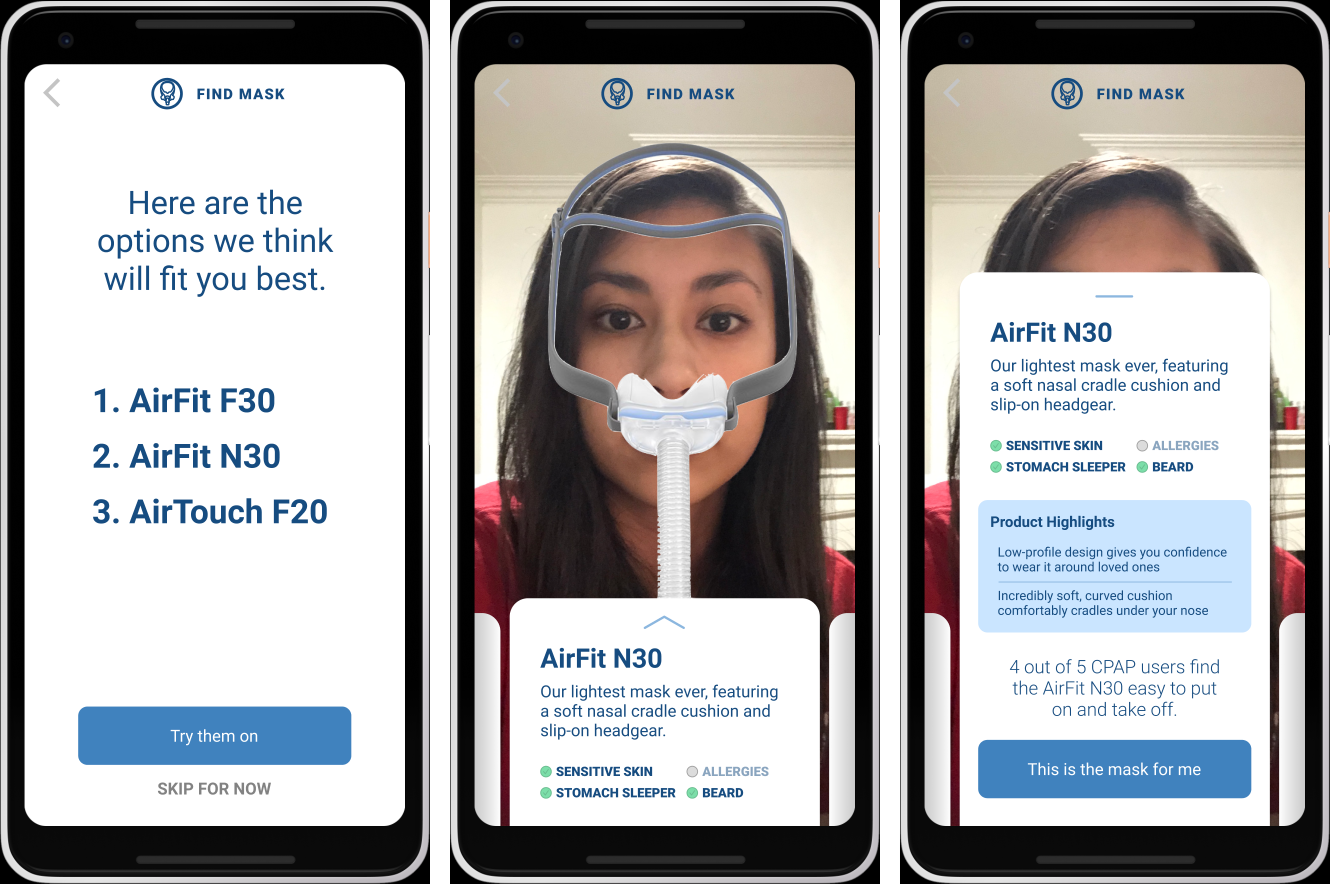 FIND MASK
Here are the
options we think
will fit you best.
1. AirFit F30
2. AirFit N30
3. AirTouch F20
Try them on
SKIP FOR NOW
FIND MASK
AirFit N30
Our lightest mask ever, featuring
a soft nasal cradle cushion and
slip-on headgear.
SENSITIVE SKIN ALLERGIES
STOMACH SLEEPER BEARD
FIND MASK
AirFit N30
Our lightest mask ever, featuring
a soft nasal cradle cushion and
slip-on headgear.
SENSITIVE SKIN ALLERGIES
STOMACH SLEEPER BEARD
Product Highlights
Low-profile design gives you confidence
to wear it around loved ones
Incredibly soft, curved cushion
comfortably cradles under your nose
4 out of 5 CPAP users find
the AirFit N30 easy to put
on and take off.
This is the mask for me